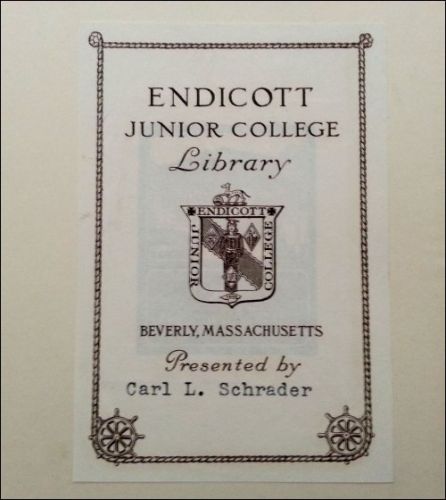 ENDICOTT
JUNIOR COLLEGE
Library
ENDICOTT
JUNIOR
COLLEGE
BEVERLY, MASSACHUSETTS
Presented by
Carl L. Schrader